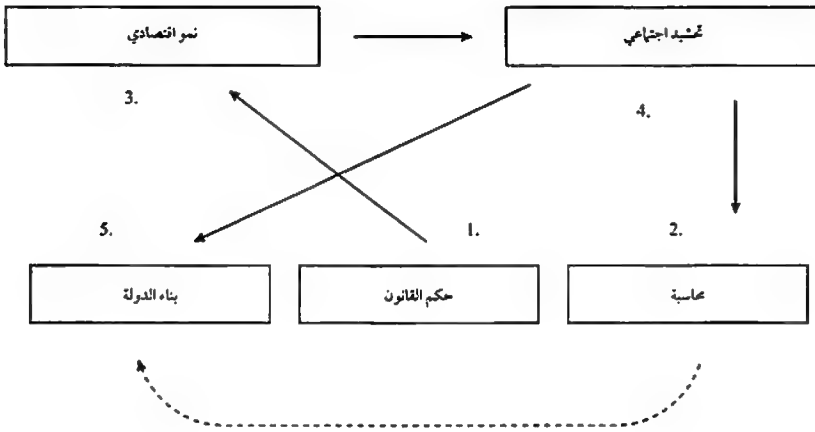 نمو اقتصادي
تحشيد اجتماعي
3.
4.
5.
1.
2.
بناء الدولة
حكم القانون
محاسبة